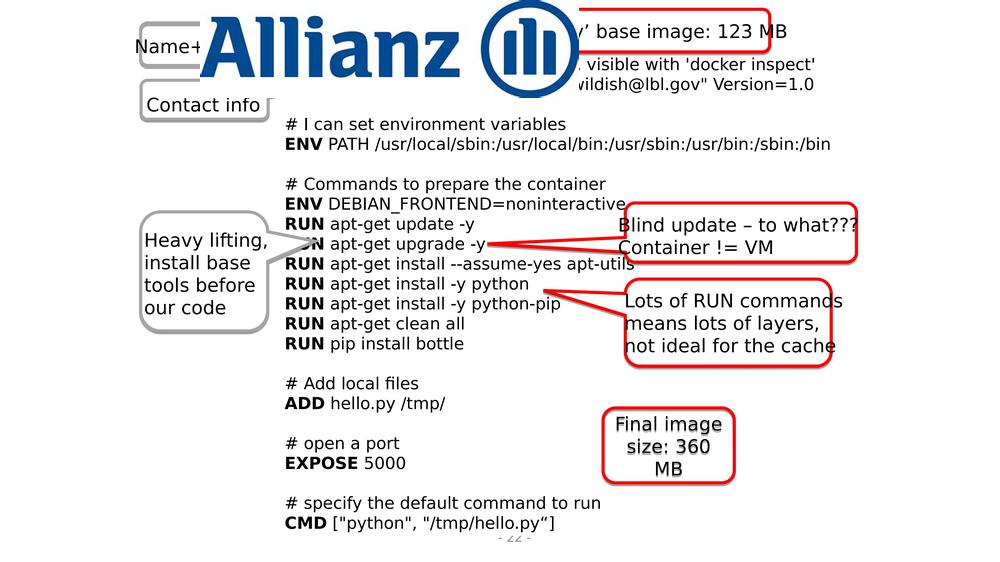 Allianz
y’ base image: 123 MB
Name+
visible with 'docker inspect'
wildish@lbl.gov" Version=1.0
Contact info
# I can set environment variables
ENV PATH /usr/local/sbin:/usr/local/bin:/usr/sbin:/usr/bin:/sbin:/bin
# Commands to prepare the container
ENV DEBIAN_FRONTEND=noninteractive
RUN apt-get update -y
RUN apt-get upgrade -y
RUN apt-get install --assume-yes apt-utils
RUN apt-get install -y python
RUN apt-get install -y python-pip
RUN apt-get clean all
RUN pip install bottle
Heavy lifting,
install base
tools before
our code
Blind update – to what???
Container != VM
Lots of RUN commands
means lots of layers,
not ideal for the cache
# Add local files
ADD hello.py /tmp/
# open a port
EXPOSE 5000
Final image
size: 360
MB
# specify the default command to run
CMD ["python", "/tmp/hello.py“]
- 22 -